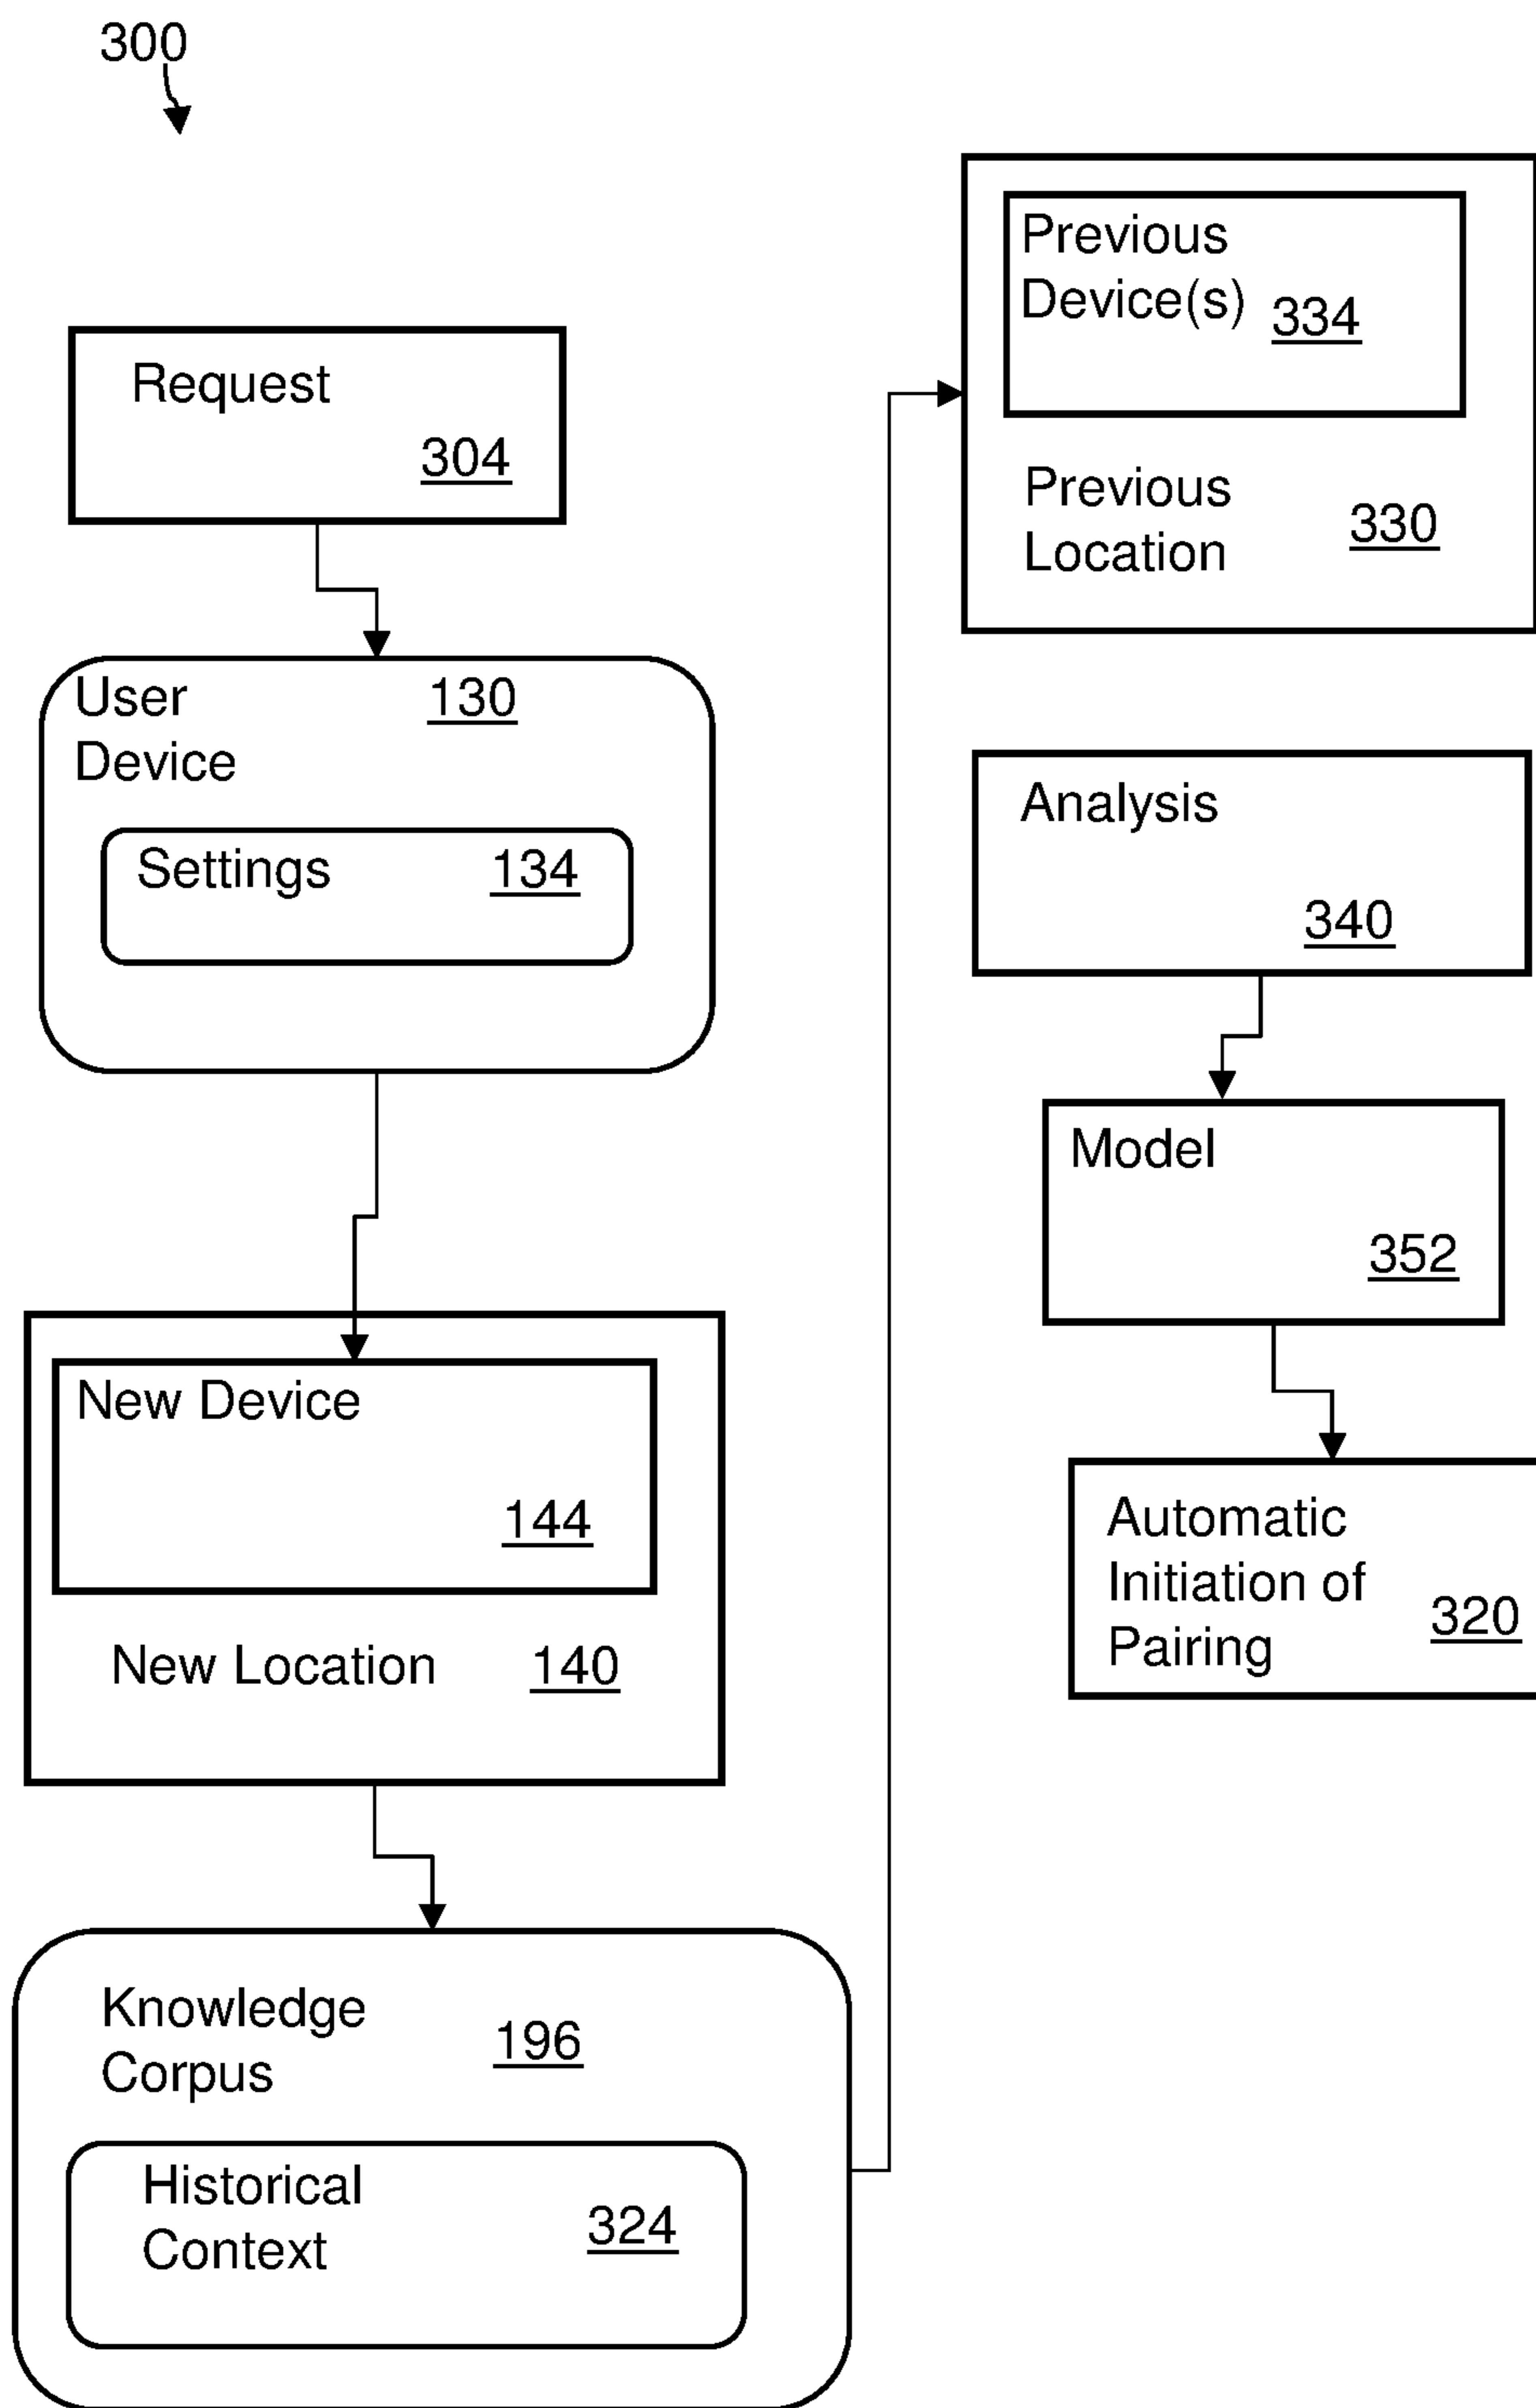 300
Request
304
User
Device
130
Settings
134
New Device
144
New Location
140
Knowledge
Corpus
196
Historical
Context
324
Previous
Device(s)
334
Previous
Location
330
Analysis
340
Model
352
Automatic
Initiation of
Pairing
320